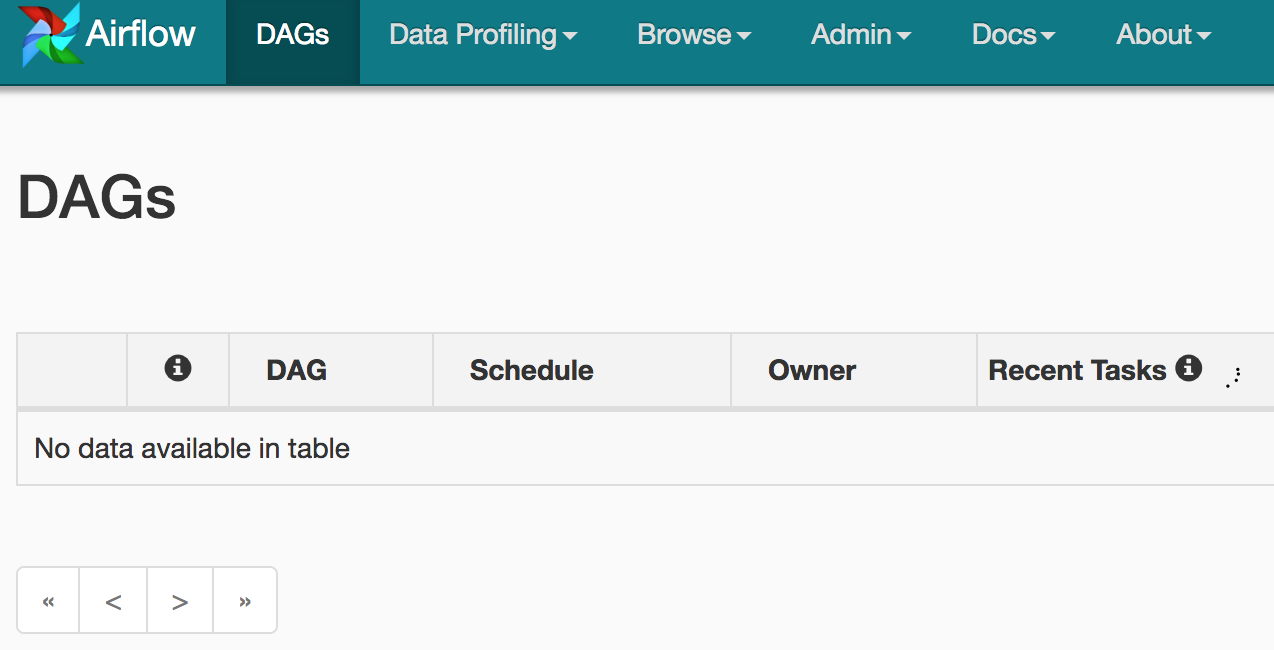 Airflow DAGs Data Profiling Browse Admin Docs About
DAGs
DAG Schedule Owner Recent Tasks
No data available in table
« < > »